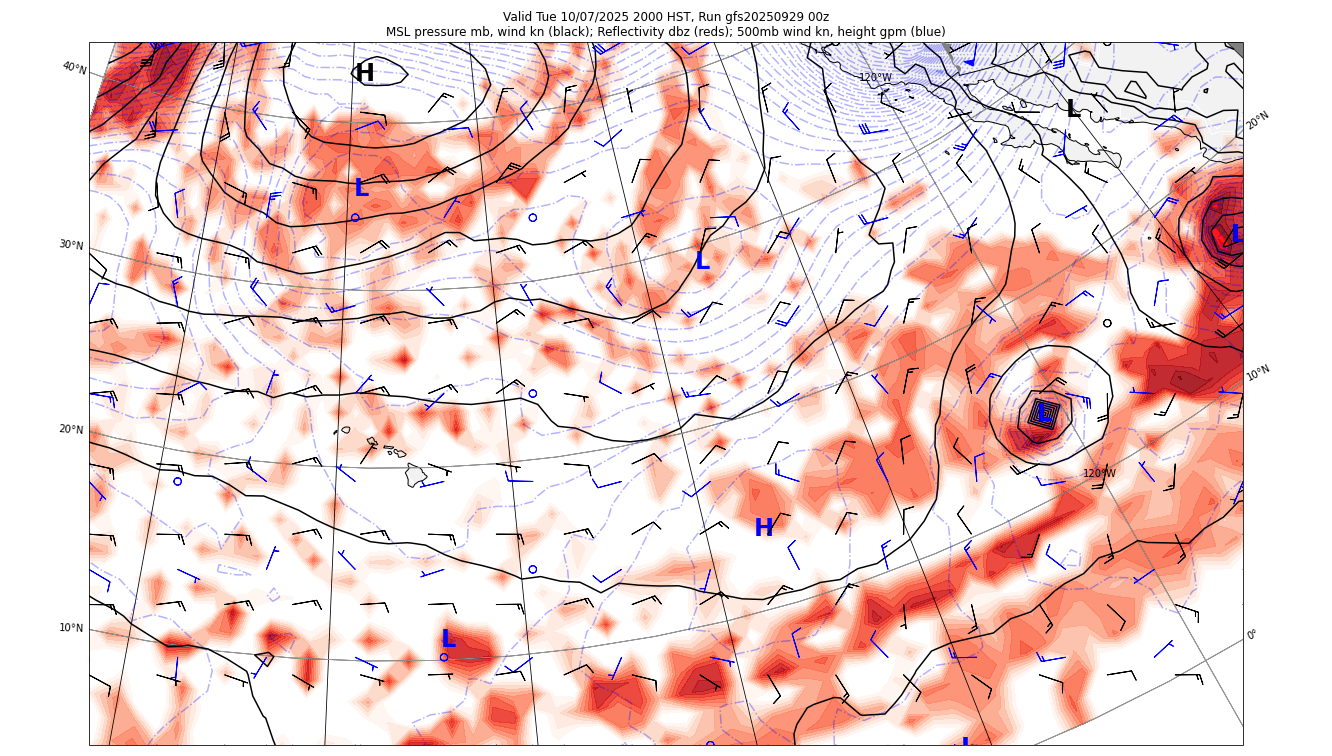 Valid Tue 10/07/2025 2000 HST, Run gfs20250929 00z
MSL pressure mb, wind kn (black); Reflectivity dbz (reds); 500mb wind kn, height gpm (blue)
40°N
H
120°W
L
20°N
L
30°N
L
L
10°N
L
20°N
120°W
H
10°N
L
0°
L